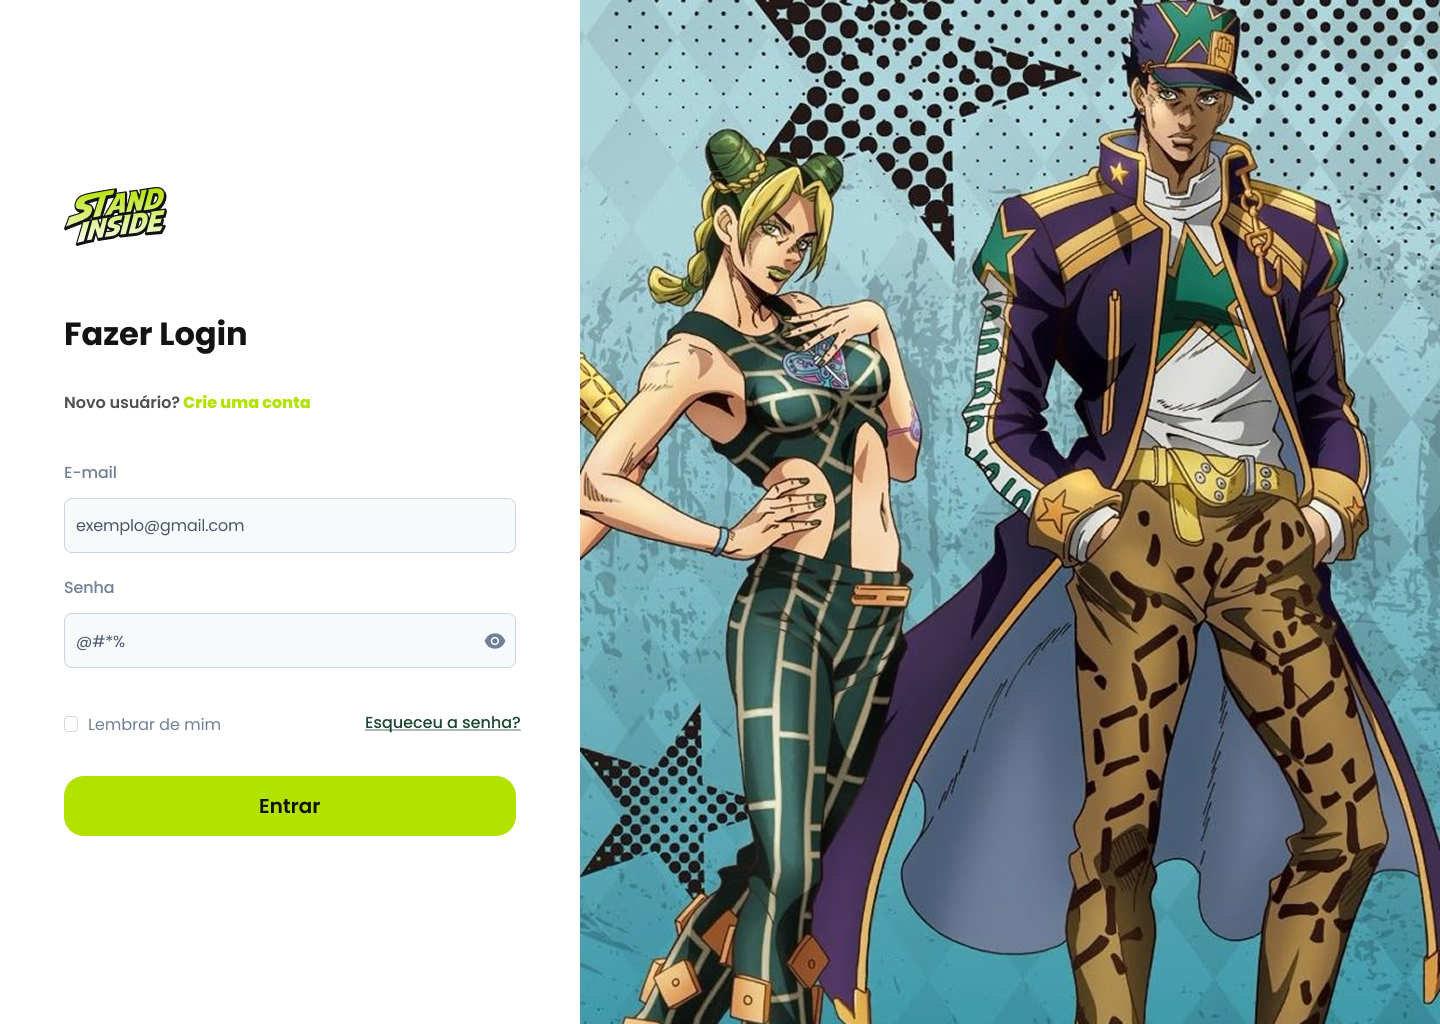 STAND
INSIDE
Fazer Login
Novo usuário? Crie uma conta
E-mail
exemplo@gmail.com
Senha
@#*%
Lembrar de mim
Esqueceu a senha?
Entrar